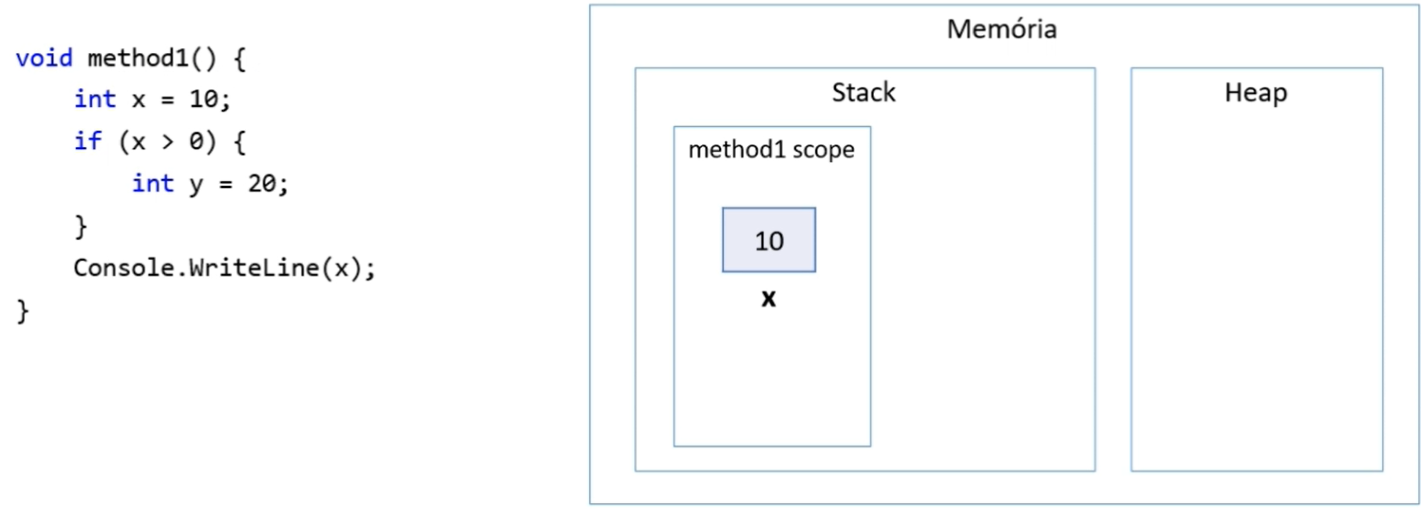 void method1() {
    int x = 10;
    if (x > 0) {
        int y = 20;
    }
    Console.WriteLine(x);
}
Memória
Stack
Heap
method1 scope
10
x